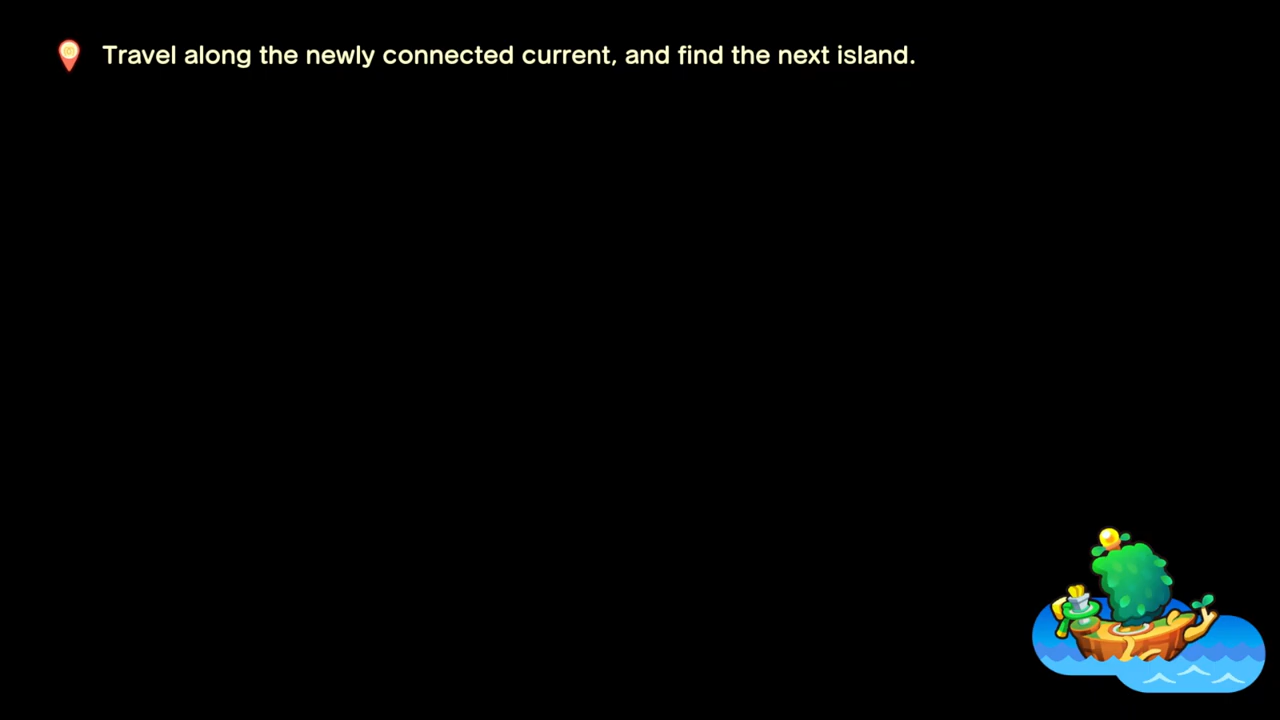 Travel along the newly connected current, and find the next island.